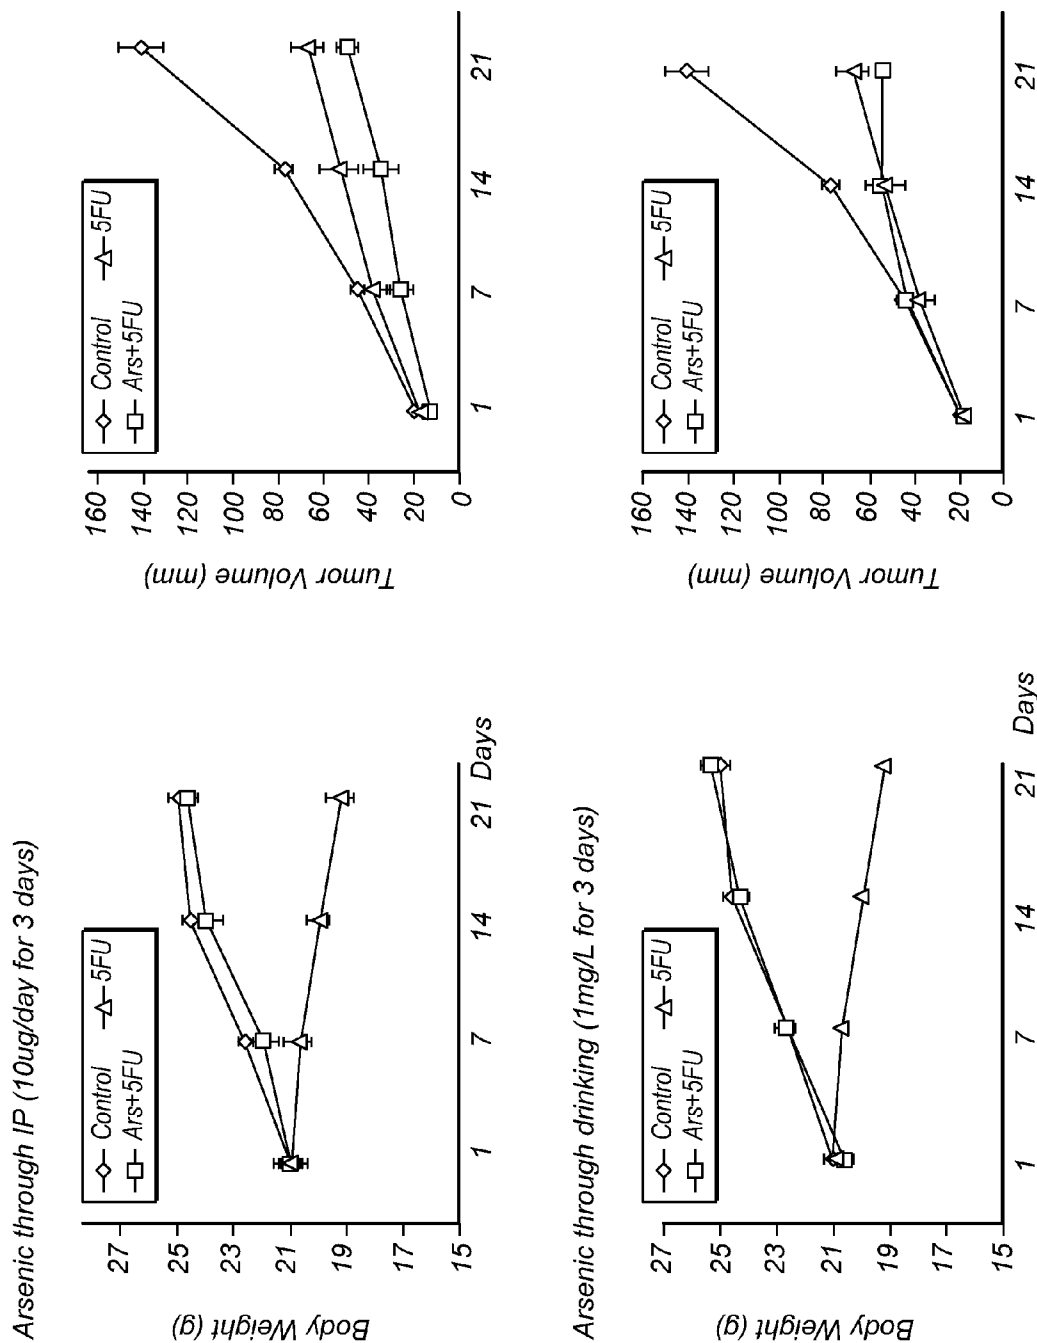 Arsenic through IP (10ug/day for 3 days)
Body Weight (g)
27
25
23
21
19
17
15
Control
5FU
Ars+5FU
1
7
14
21
Days
Tumor Volume (mm)
160
140
120
100
80
60
40
20
0
Control
5FU
Ars+5FU
1
7
14
21
Arsenic through drinking (1mg/L for 3 days)
Body Weight (g)
27
25
23
21
19
17
15
Control
5FU
Ars+5FU
1
7
14
21
Days
Tumor Volume (mm)
160
140
120
100
80
60
40
20
0
Control
5FU
Ars+5FU
1
7
14
21